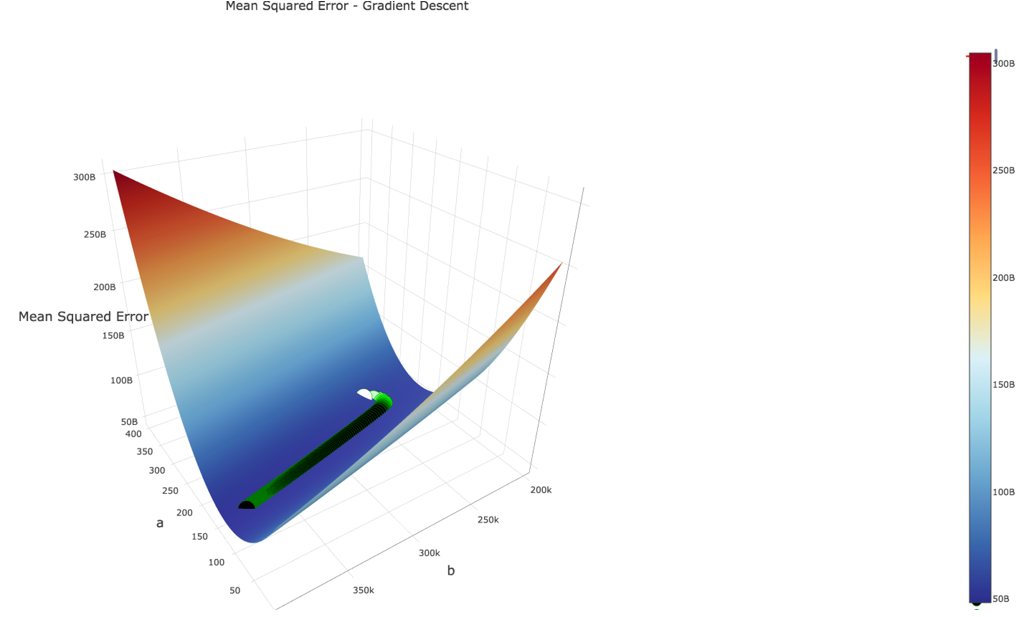 Mean Squared Error - Gradient Descent
300B
250B
200B
Mean Squared Error
150B
100B
50B
400
350
300
250
200
150
100
50
a
200k
250k
300k
350k
b
300B
250B
200B
150B
100B
50B